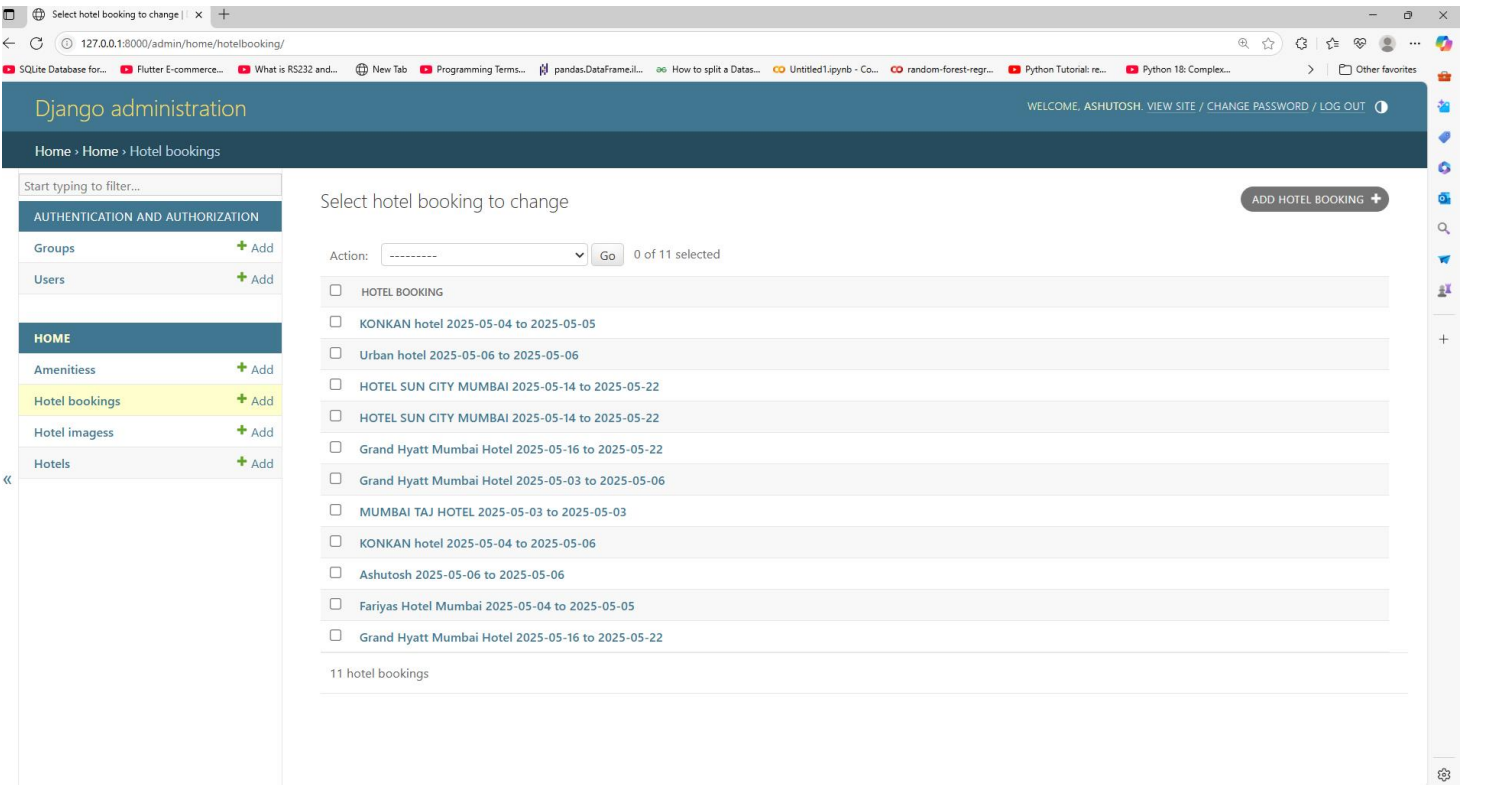 Select hotel booking to change |
127.0.0.1:8000/admin/home/hotelbooking/
SQLite Database for... Flutter E-commerce... What is RS232 and... New Tab Programming Terms... pandas.DataFrame.il... How to split a Datas... Untitled1.ipynb - Co... random-forest-regr... Python Tutorial: re... Python 18: Complex... Other favorites
Django administration
WELCOME, ASHUTOSH. VIEW SITE / CHANGE PASSWORD / LOG OUT
Home › Home › Hotel bookings
Start typing to filter...
AUTHENTICATION AND AUTHORIZATION
Groups + Add
Users + Add
HOME
Amenitiess + Add
Hotel bookings + Add
Hotel imagess + Add
Hotels + Add
«
Select hotel booking to change
ADD HOTEL BOOKING +
Action: --------- Go 0 of 11 selected
HOTEL BOOKING
KONKAN hotel 2025-05-04 to 2025-05-05
Urban hotel 2025-05-06 to 2025-05-06
HOTEL SUN CITY MUMBAI 2025-05-14 to 2025-05-22
HOTEL SUN CITY MUMBAI 2025-05-14 to 2025-05-22
Grand Hyatt Mumbai Hotel 2025-05-16 to 2025-05-22
Grand Hyatt Mumbai Hotel 2025-05-03 to 2025-05-06
MUMBAI TAJ HOTEL 2025-05-03 to 2025-05-03
KONKAN hotel 2025-05-04 to 2025-05-06
Ashutosh 2025-05-06 to 2025-05-06
Fariyas Hotel Mumbai 2025-05-04 to 2025-05-05
Grand Hyatt Mumbai Hotel 2025-05-16 to 2025-05-22
11 hotel bookings